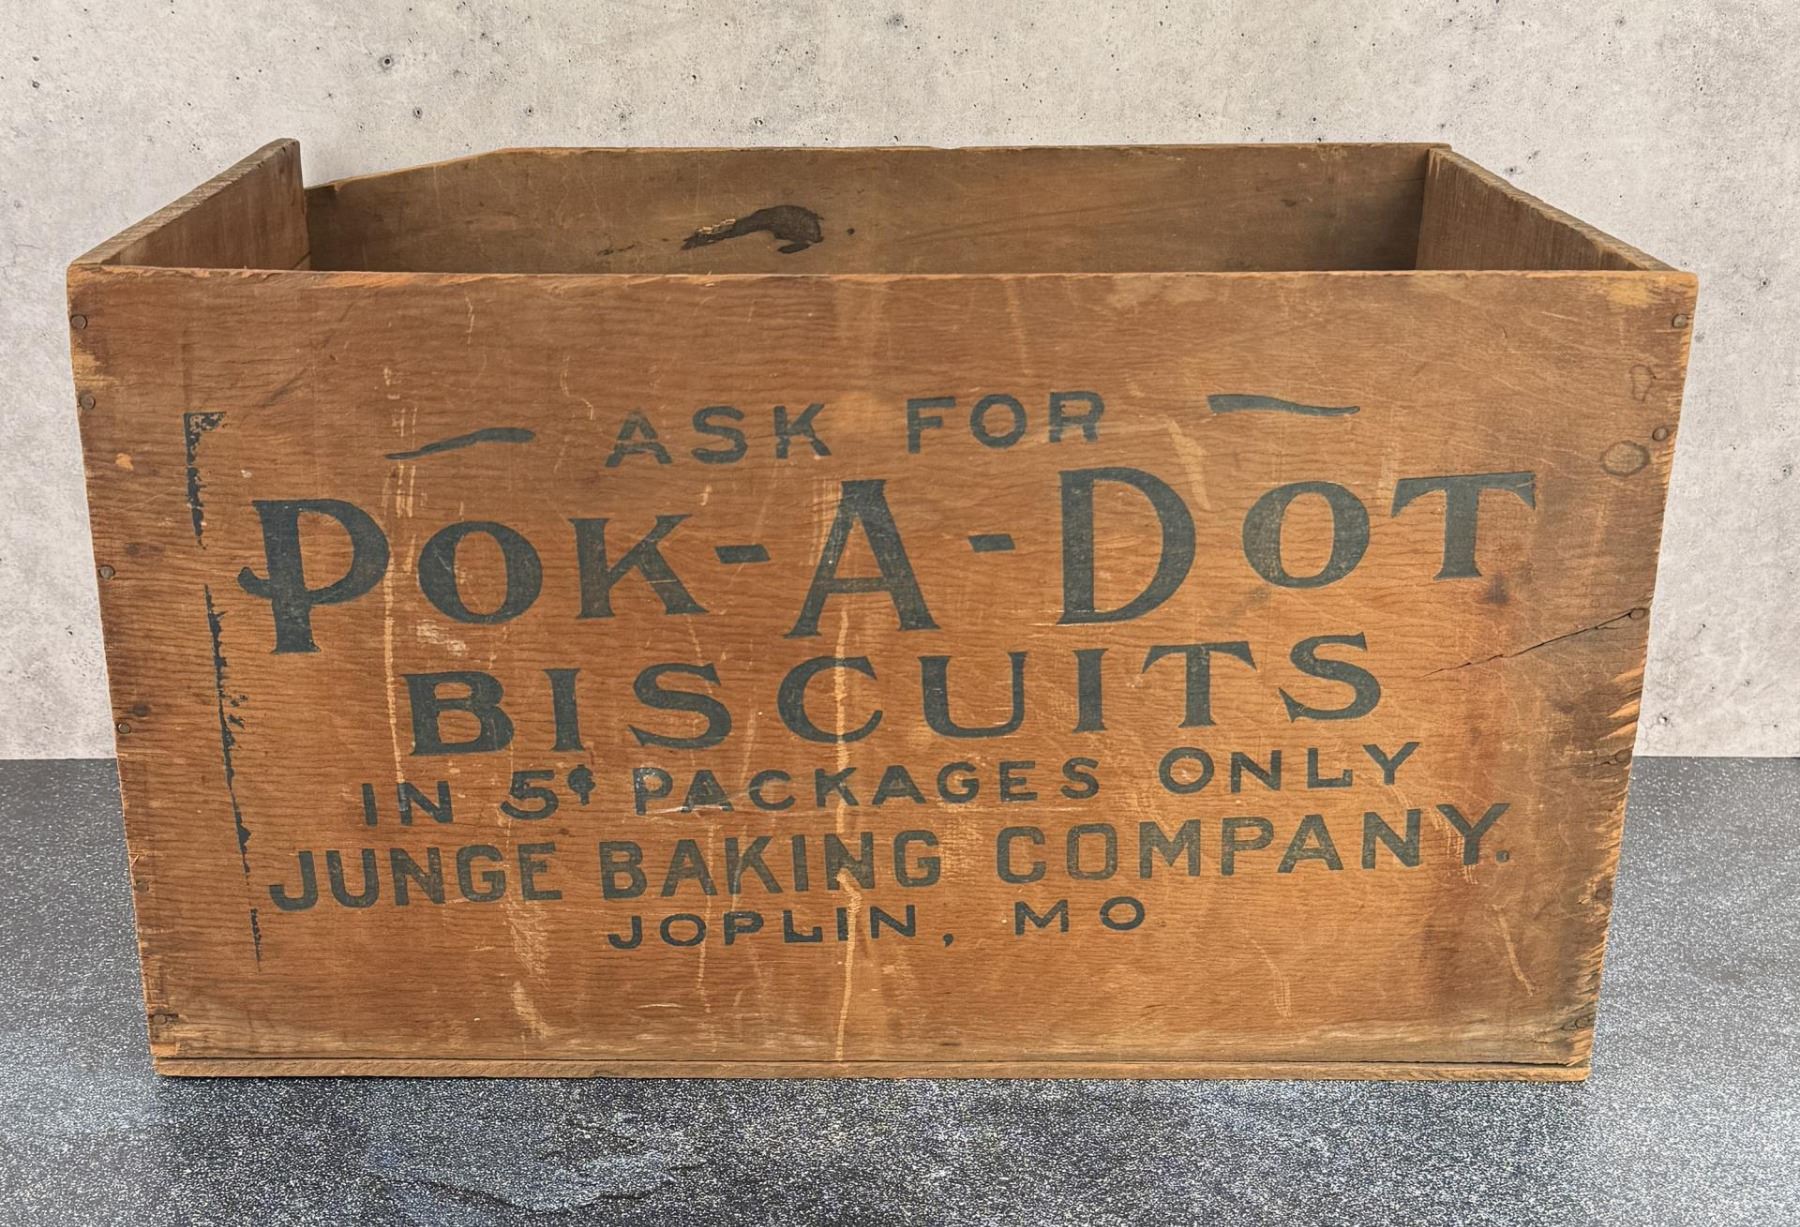 ASK FOR
POK-A-DOT
BISCUITS
IN 5¢ PACKAGES ONLY
JUNGE BAKING COMPANY.
JOPLIN, MO